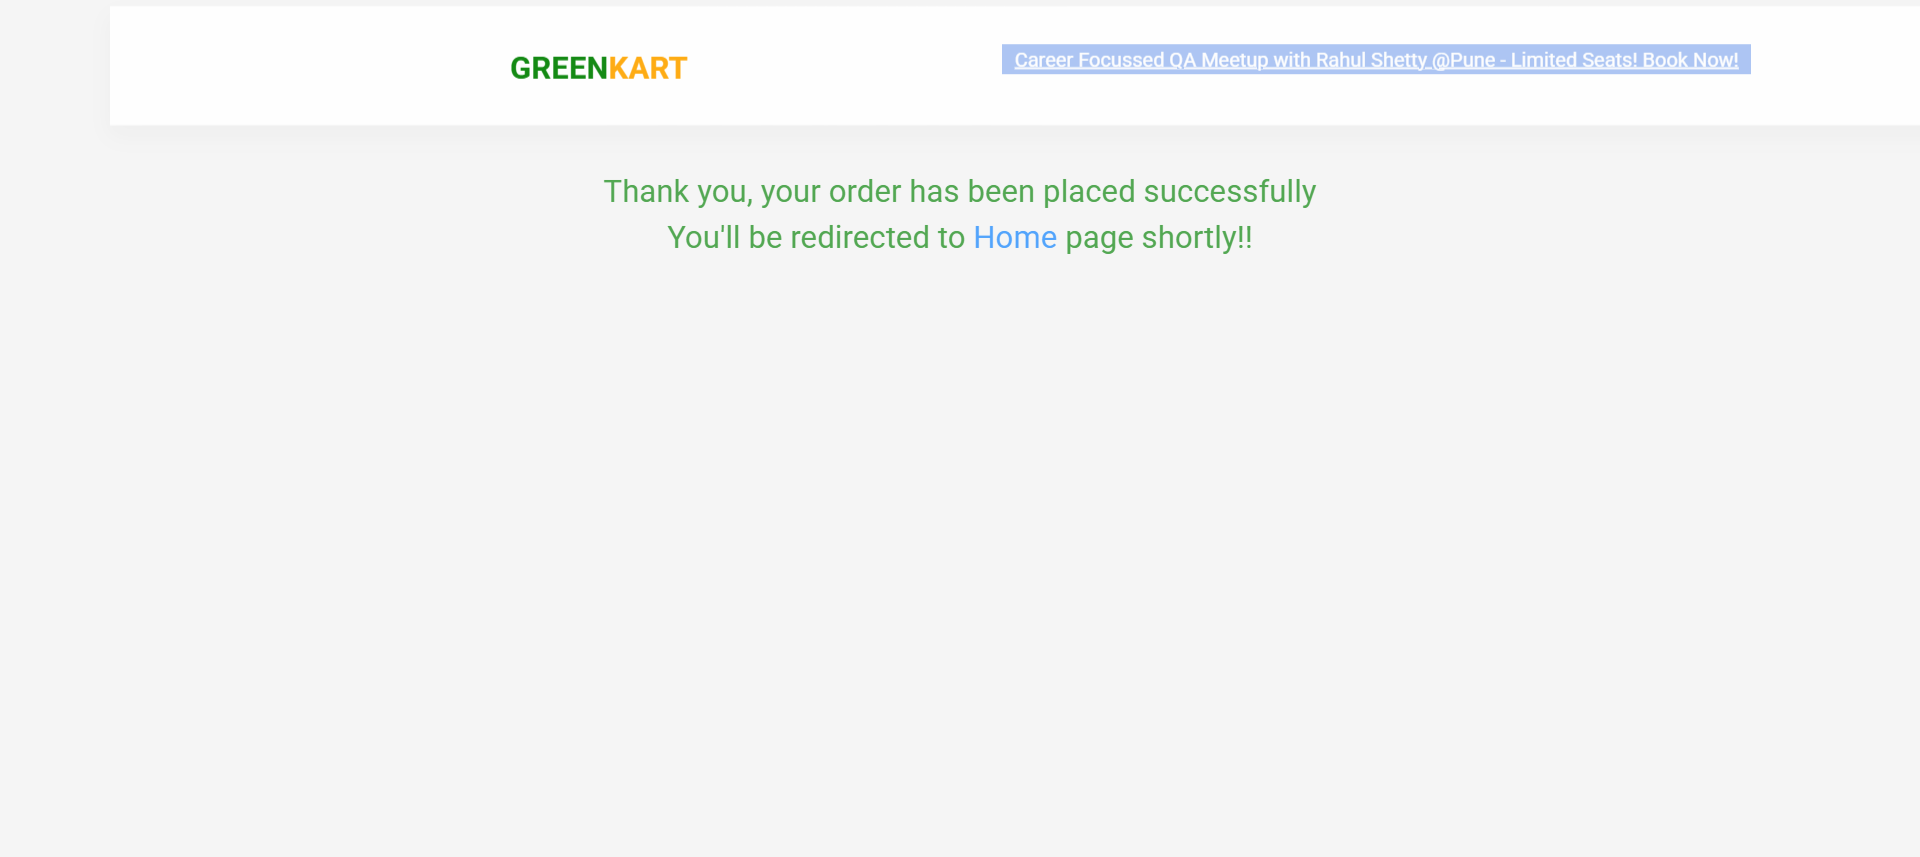 GREENKART
Career Focussed QA Meetup with Rahul Shetty @Pune - Limited Seats! Book Now!
Thank you, your order has been placed successfully
You'll be redirected to Home page shortly!!